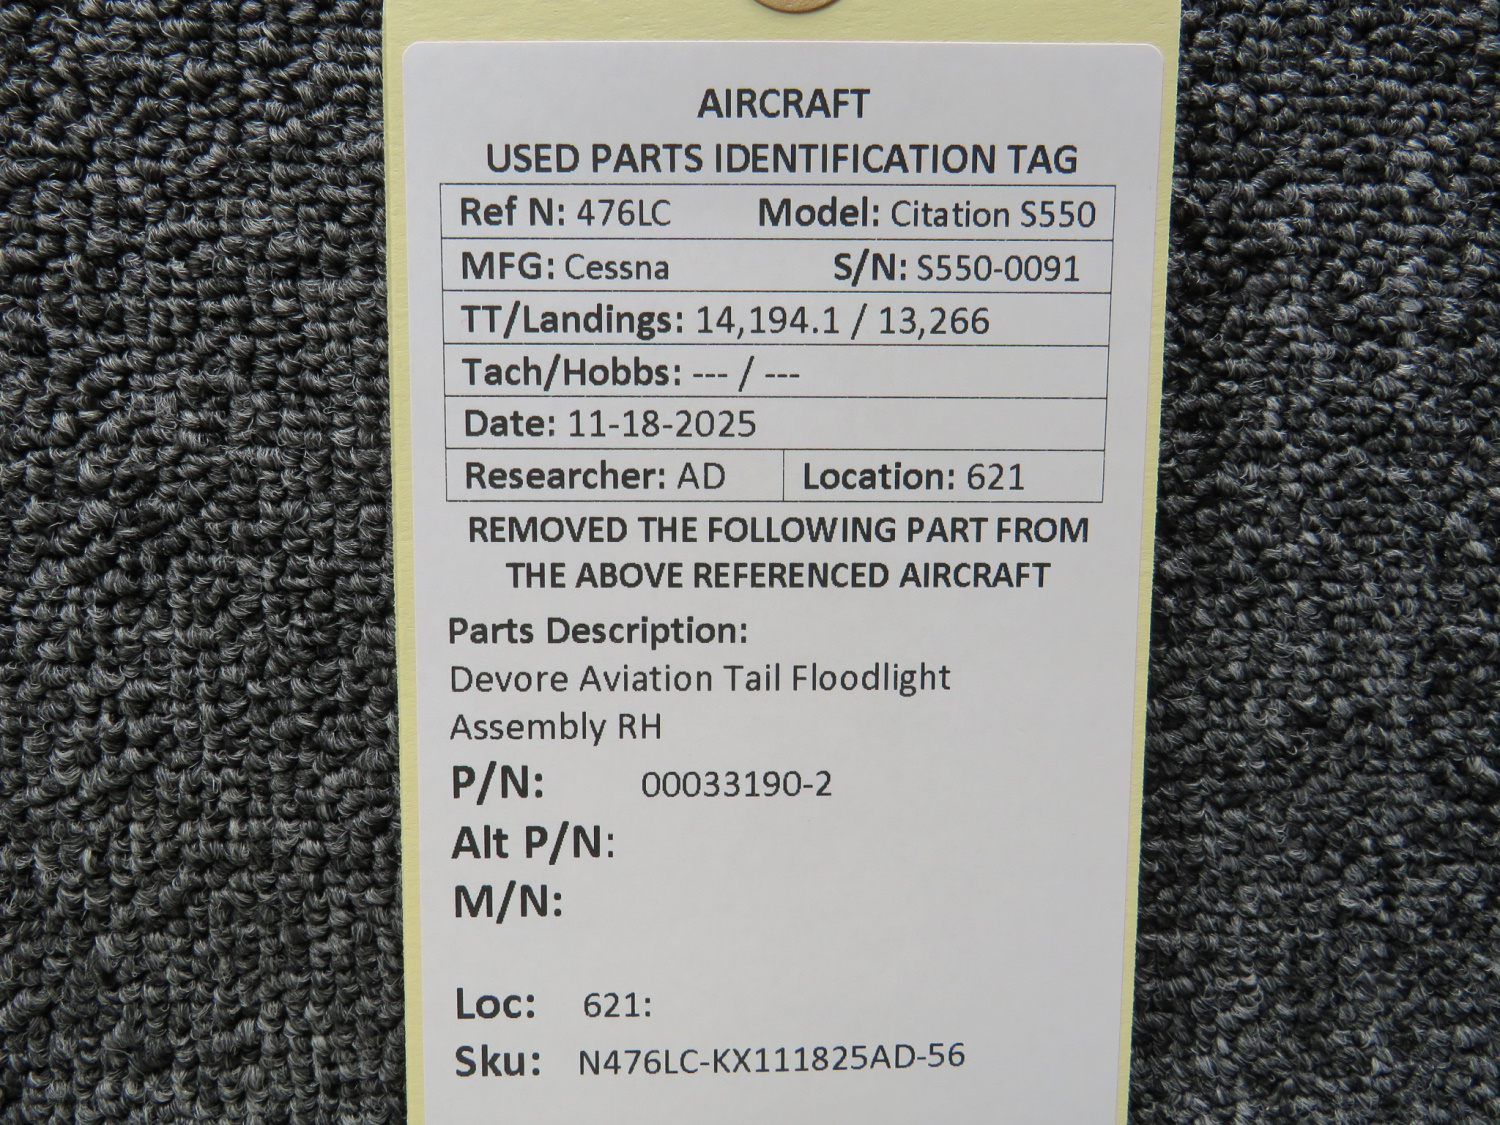 AIRCRAFT
USED PARTS IDENTIFICATION TAG
Ref N: 476LC Model: Citation S550
MFG: Cessna S/N: S550-0091
TT/Landings: 14,194.1 / 13,266
Tach/Hobbs: --- / ---
Date: 11-18-2025
Researcher: AD Location: 621
REMOVED THE FOLLOWING PART FROM
THE ABOVE REFERENCED AIRCRAFT
Parts Description:
Devore Aviation Tail Floodlight
Assembly RH
P/N: 00033190-2
Alt P/N:
M/N:
Loc: 621:
Sku: N476LC-KX111825AD-56